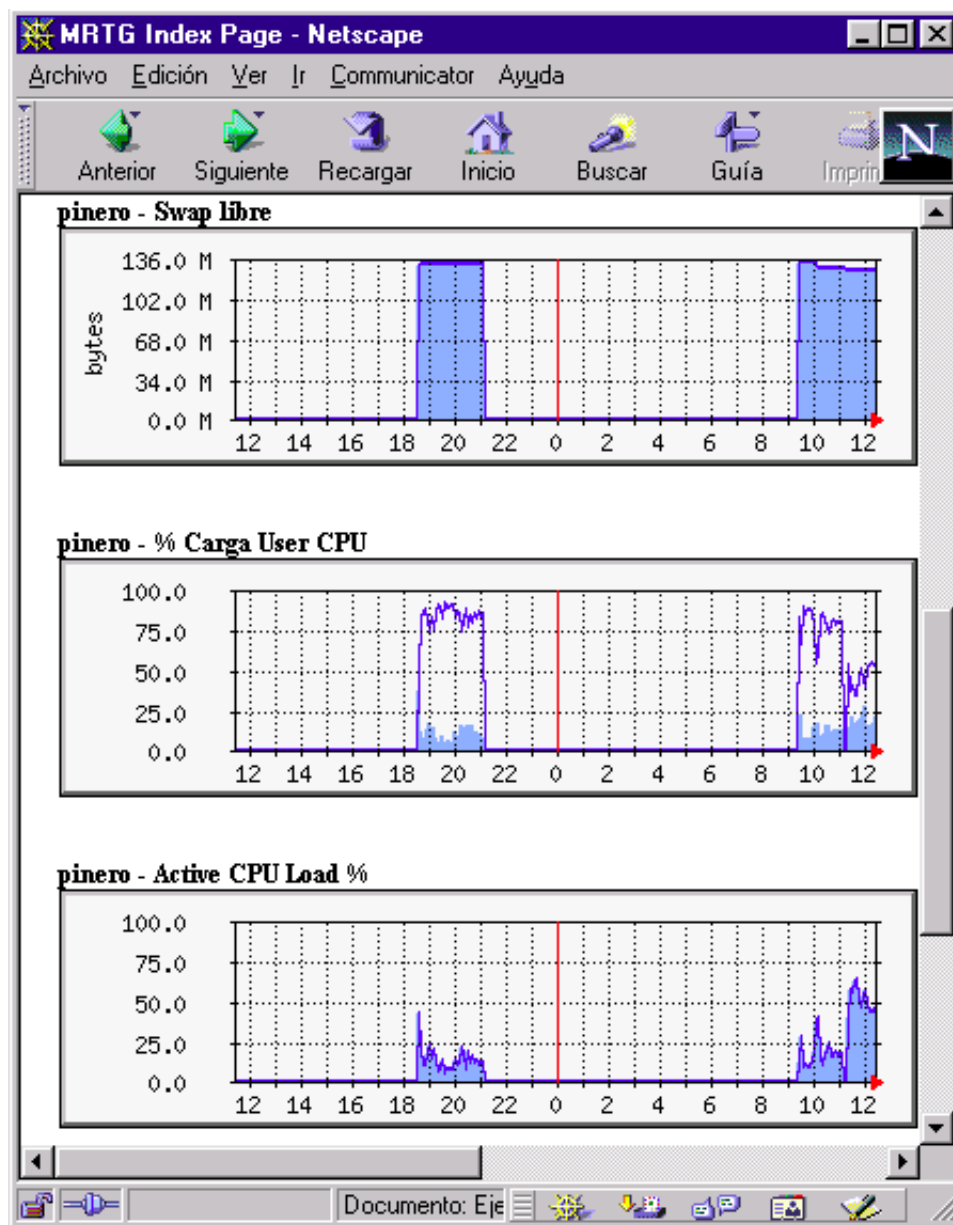 MRTG Index Page - Netscape
Archivo Edición Ver Ir Communicator Ayuda
Anterior Siguiente Recargar Inicio Buscar Guía Imprin
N
pinero - Swap libre
bytes
136.0 M
102.0 M
68.0 M
34.0 M
0.0 M
12 14 16 18 20 22 0 2 4 6 8 10 12
pinero - % Carga User CPU
100.0
75.0
50.0
25.0
0.0
12 14 16 18 20 22 0 2 4 6 8 10 12
pinero - Active CPU Load %
100.0
75.0
50.0
25.0
0.0
12 14 16 18 20 22 0 2 4 6 8 10 12
Documento: Eje